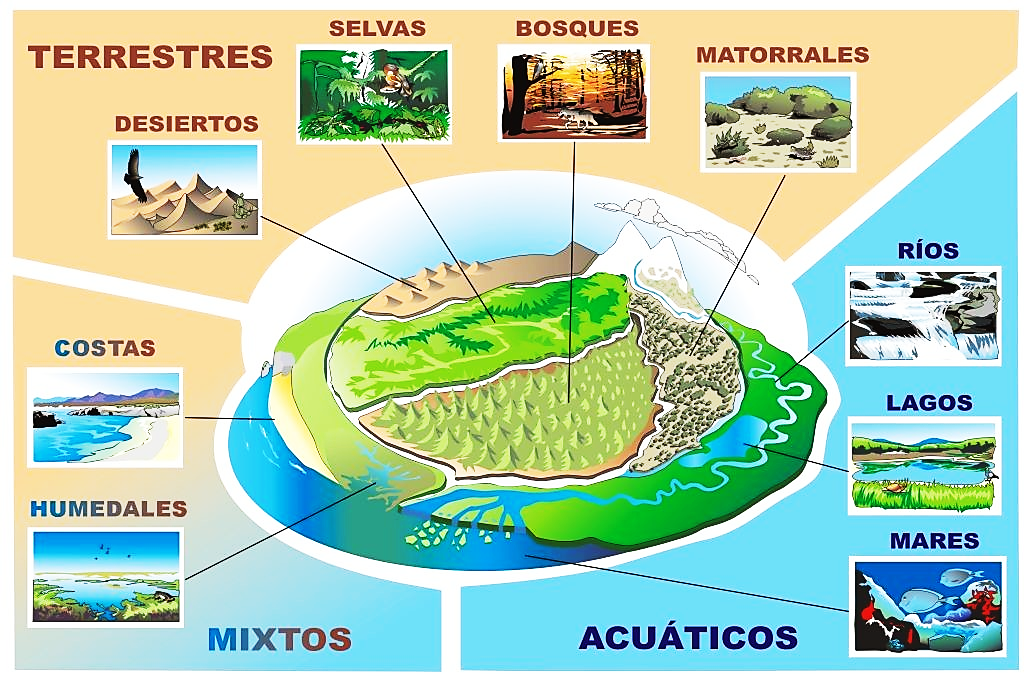 TERRESTRES
SELVAS
BOSQUES
MATORRALES
DESIERTOS
COSTAS
HUMEDALES
MIXTOS
RÍOS
LAGOS
MARES
ACUÁTICOS